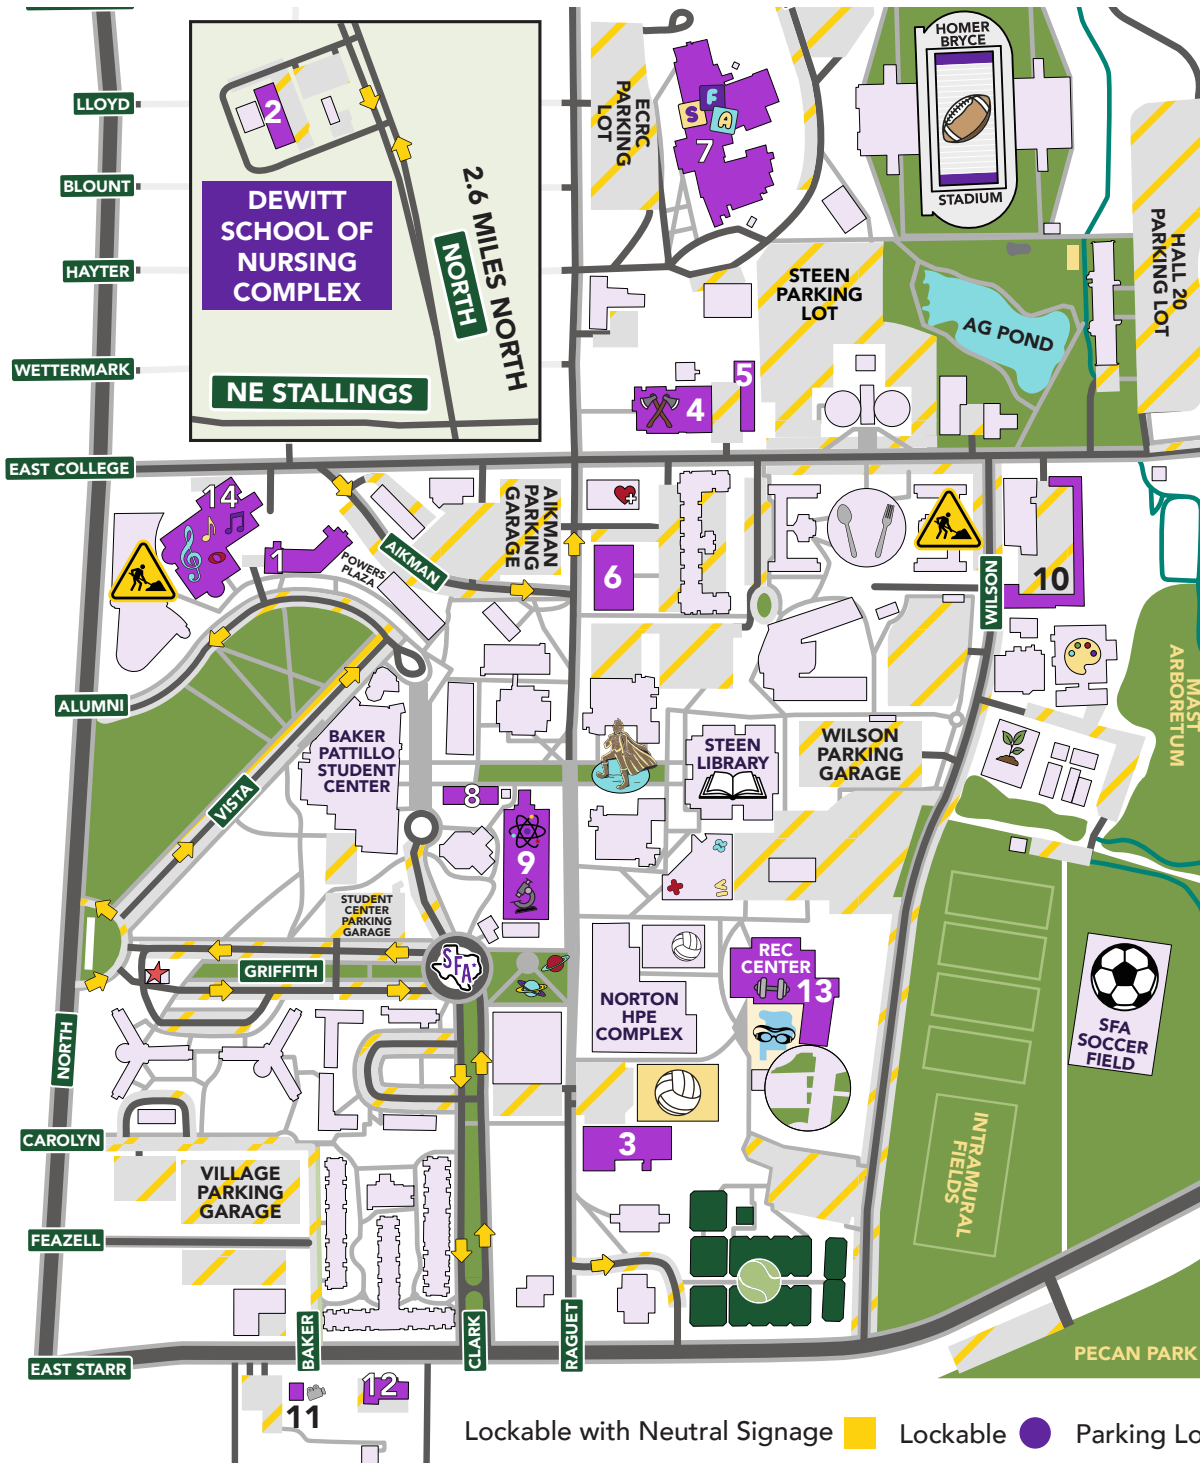 HOMER
BRYCE
STADIUM
LLOYD
BLOUNT
HAYTER
WETTERMARK
EAST COLLEGE
2
DEWITT
SCHOOL OF
NURSING
COMPLEX
2.6 MILES NORTH
NORTH
NE STALLINGS
ECRC
PARKING
LOT
S
F
A
7
STEEN
PARKING
LOT
AG POND
HALL 20
PARKING LOT
4
5
14
1
POWERS
PLAZA
AIKMAN
AIKMAN
PARKING
GARAGE
6
WILSON
10
ALUMNI
VISTA
BAKER
PATTILLO
STUDENT
CENTER
STEEN
LIBRARY
WILSON
PARKING
GARAGE
MAST
ARBORETUM
8
9
STUDENT
CENTER
PARKING
GARAGE
GRIFFITH
SFA
NORTON
HPE
COMPLEX
REC
CENTER
13
SFA
SOCCER
FIELD
NORTH
CAROLYN
VILLAGE
PARKING
GARAGE
3
INTRAMURAL
FIELDS
FEAZELL
BAKER
CLARK
RAGUET
EAST STARR
PECAN PARK
11
12
Lockable with Neutral Signage
Lockable
Parking Lo